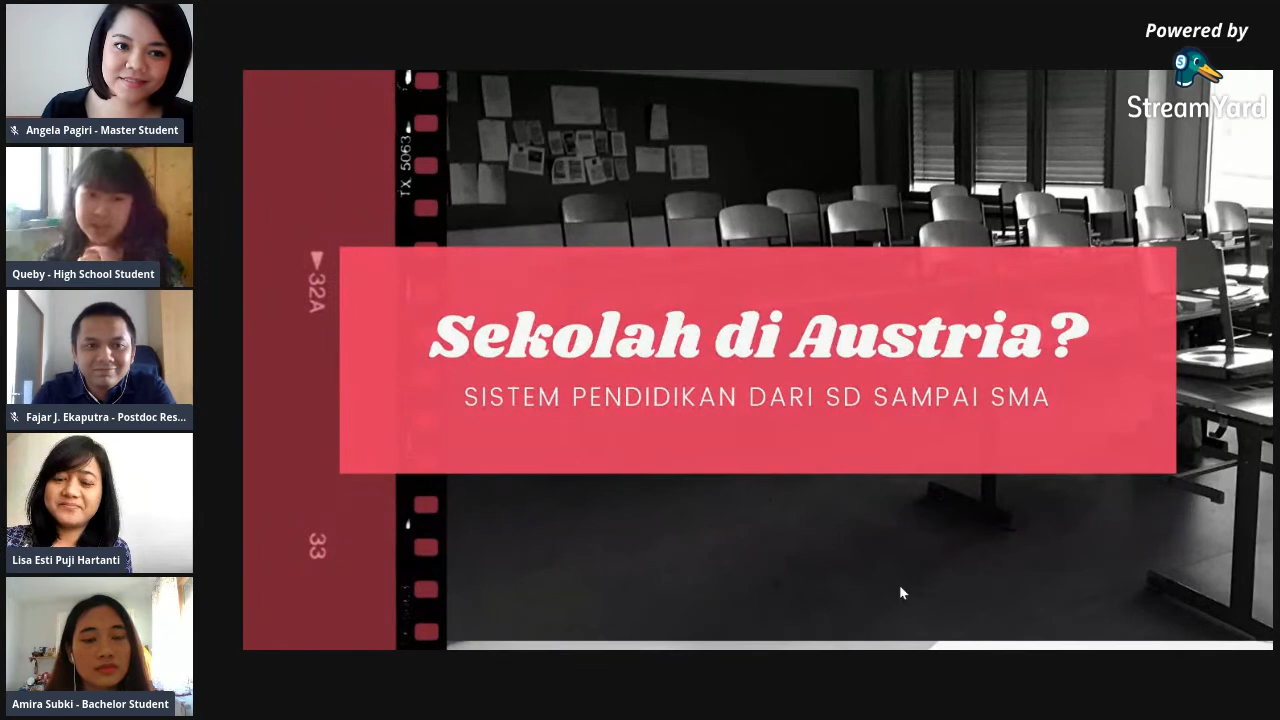 Powered by
StreamYard
Angela Pagiri - Master Student
Queby - High School Student
Fajar J. Ekaputra - Postdoc Res...
Lisa Esti Puji Hartanti
Amira Subki - Bachelor Student
TX 5063
▶32A
33
Sekolah di Austria?
SISTEM PENDIDIKAN DARI SD SAMPAI SMA